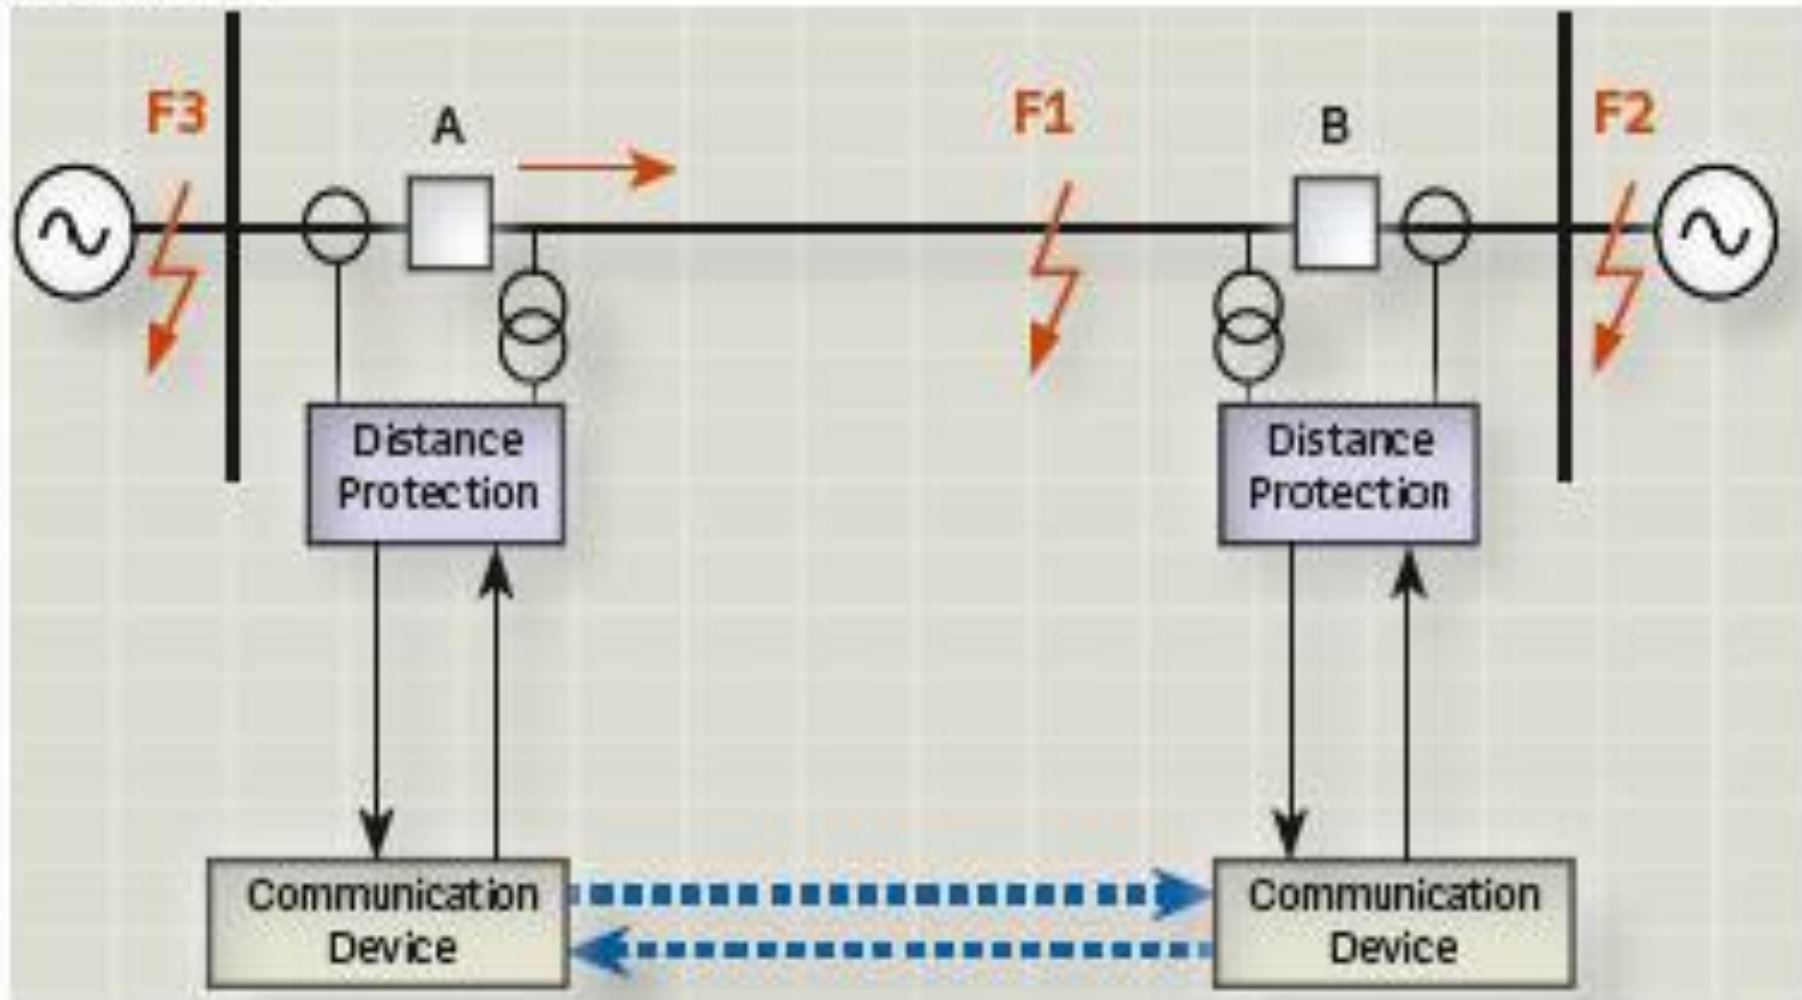 F3
A
F1
B
F2
Distance
Protection
Distance
Protection
Communication
Device
Communication
Device